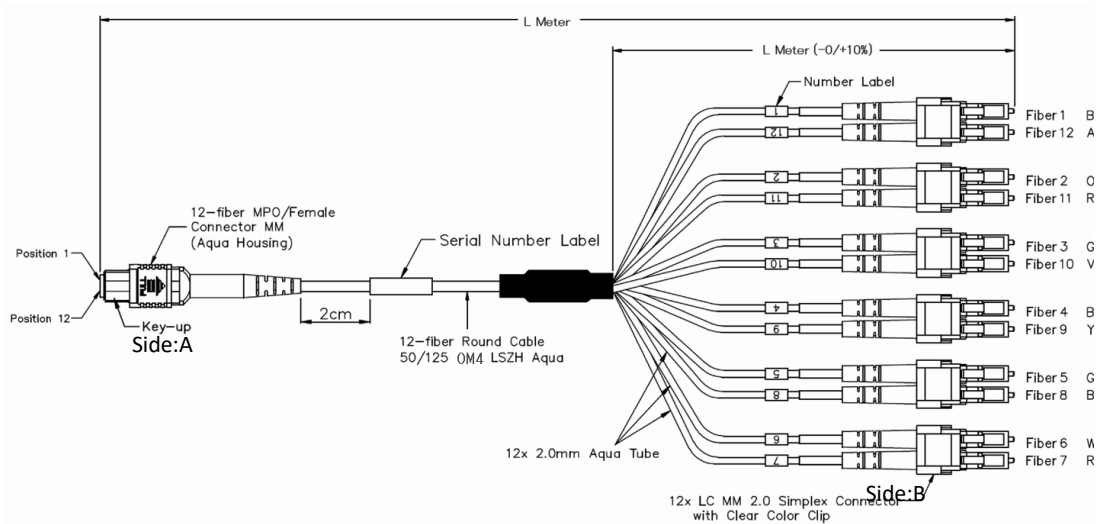 L Meter
L Meter (-0/+10%)
Number Label
1
Fiber 1 B
12
Fiber 12 A
2
Fiber 2 O
11
Fiber 11 R
12-fiber MPO/Female
Connector MM
(Aqua Housing)
Serial Number Label
3
Fiber 3 G
10
Fiber 10 V
Position 1
PULL
Position 12
Key-up
Side:A
2cm
12-fiber Round Cable
50/125 OM4 LSZH Aqua
4
Fiber 4 B
9
Fiber 9 Y
5
Fiber 5 G
8
Fiber 8 B
6
Fiber 6 W
7
Fiber 7 R
12x 2.0mm Aqua Tube
Side:B
12x LC MM 2.0 Simplex Connector
with Clear Color Clip